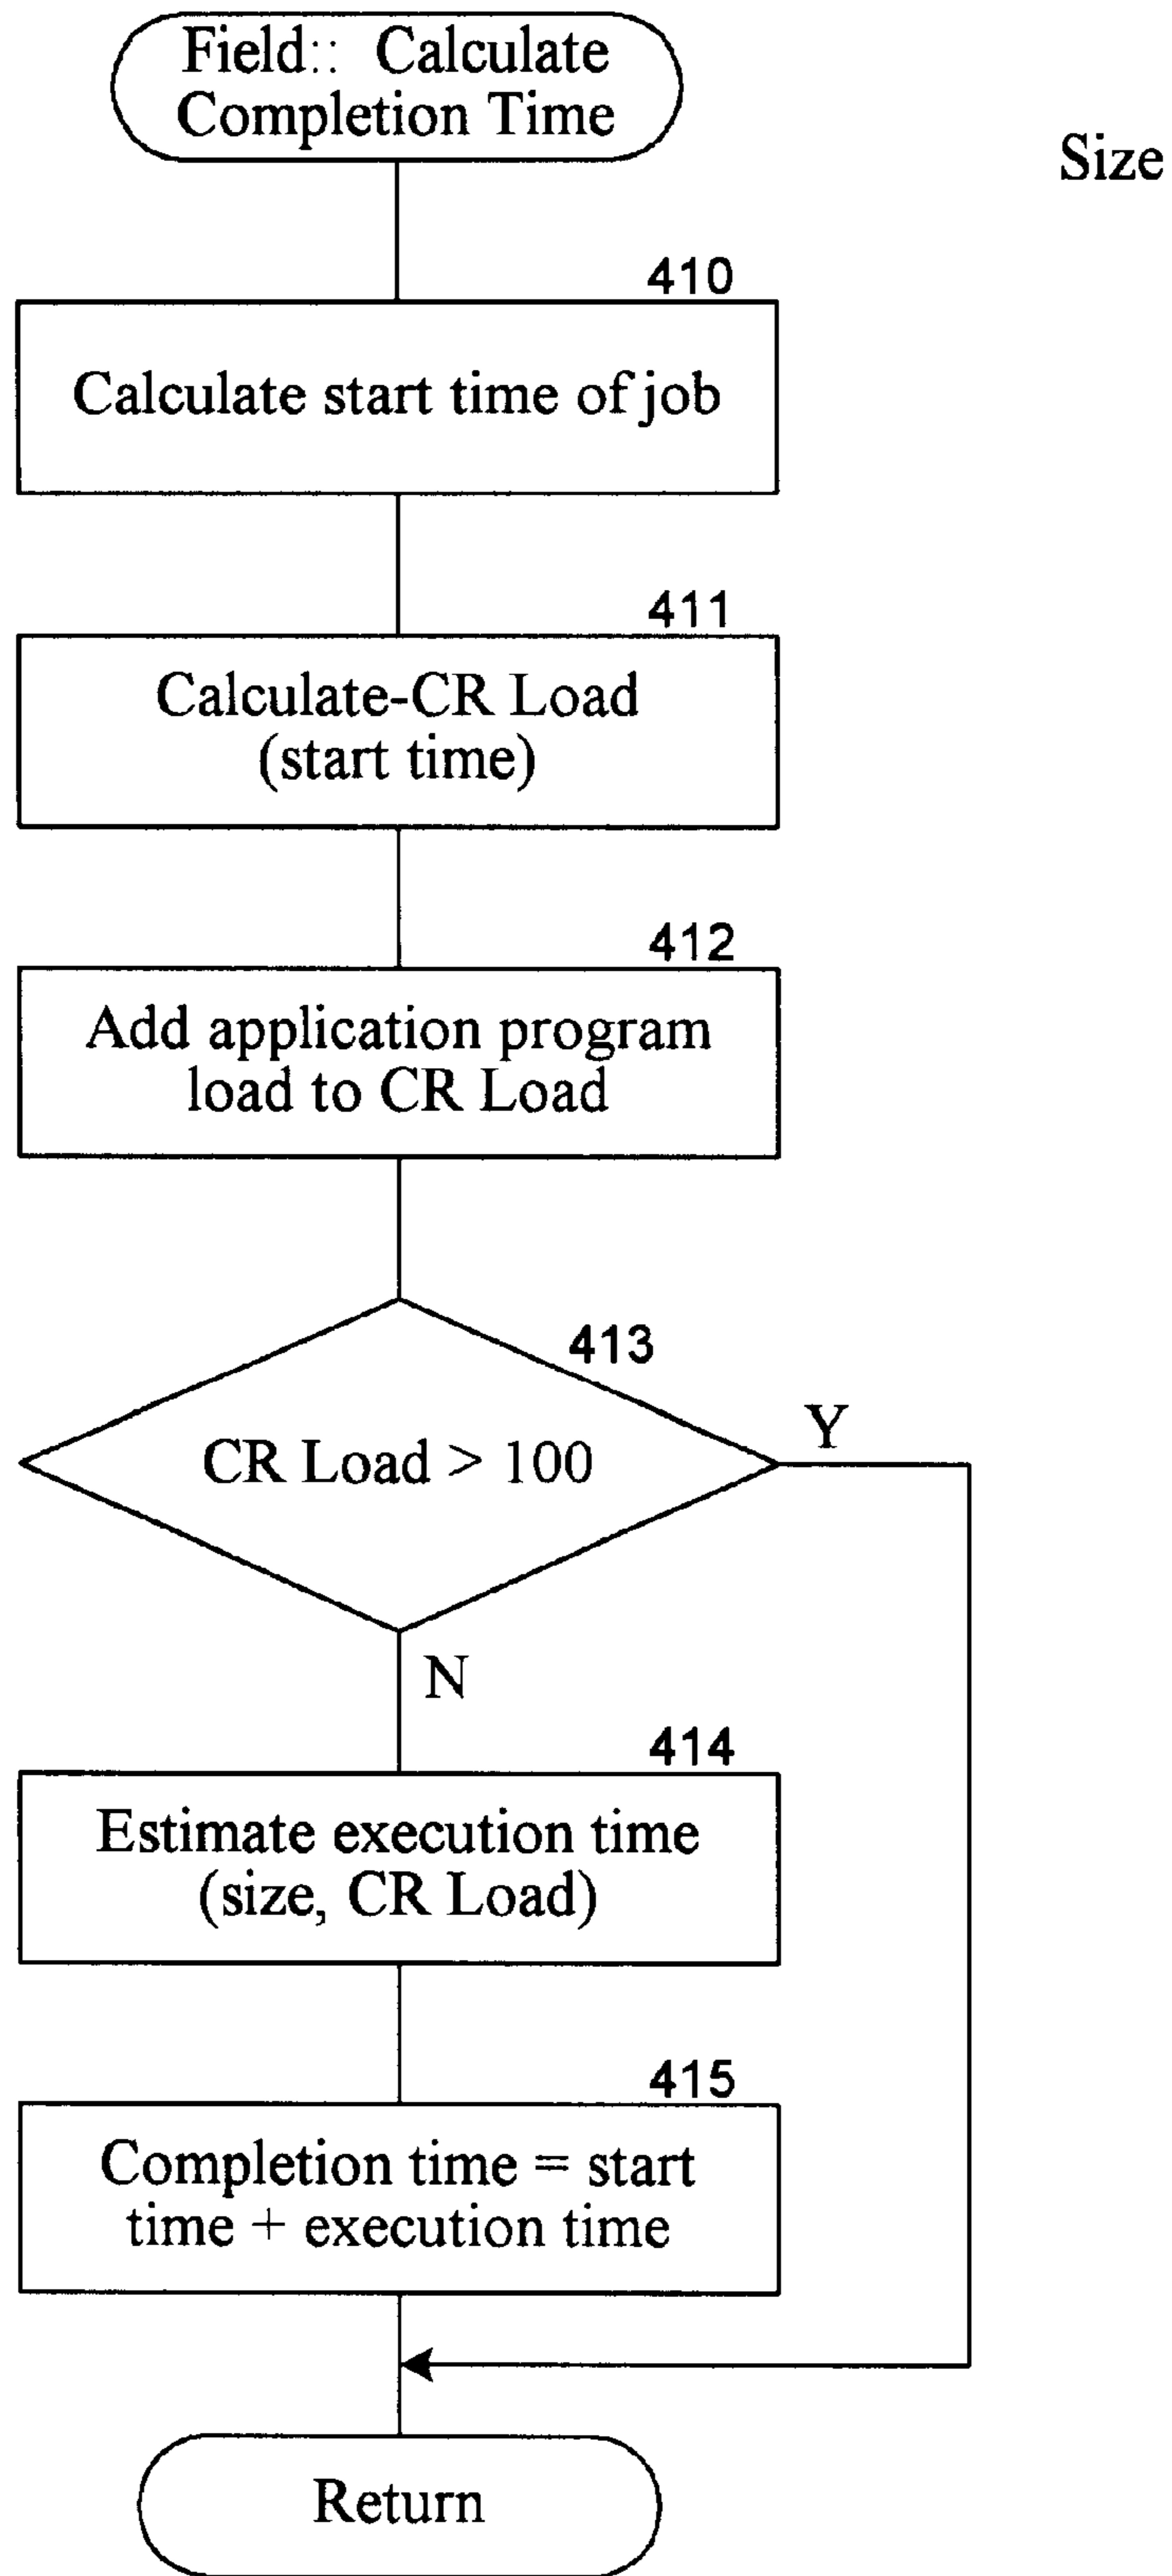 Field:: Calculate
Completion Time
Size
410
Calculate start time of job
411
Calculate-CR Load
(start time)
412
Add application program
load to CR Load
413
CR Load > 100
Y
N
414
Estimate execution time
(size, CR Load)
415
Completion time = start
time + execution time
Return